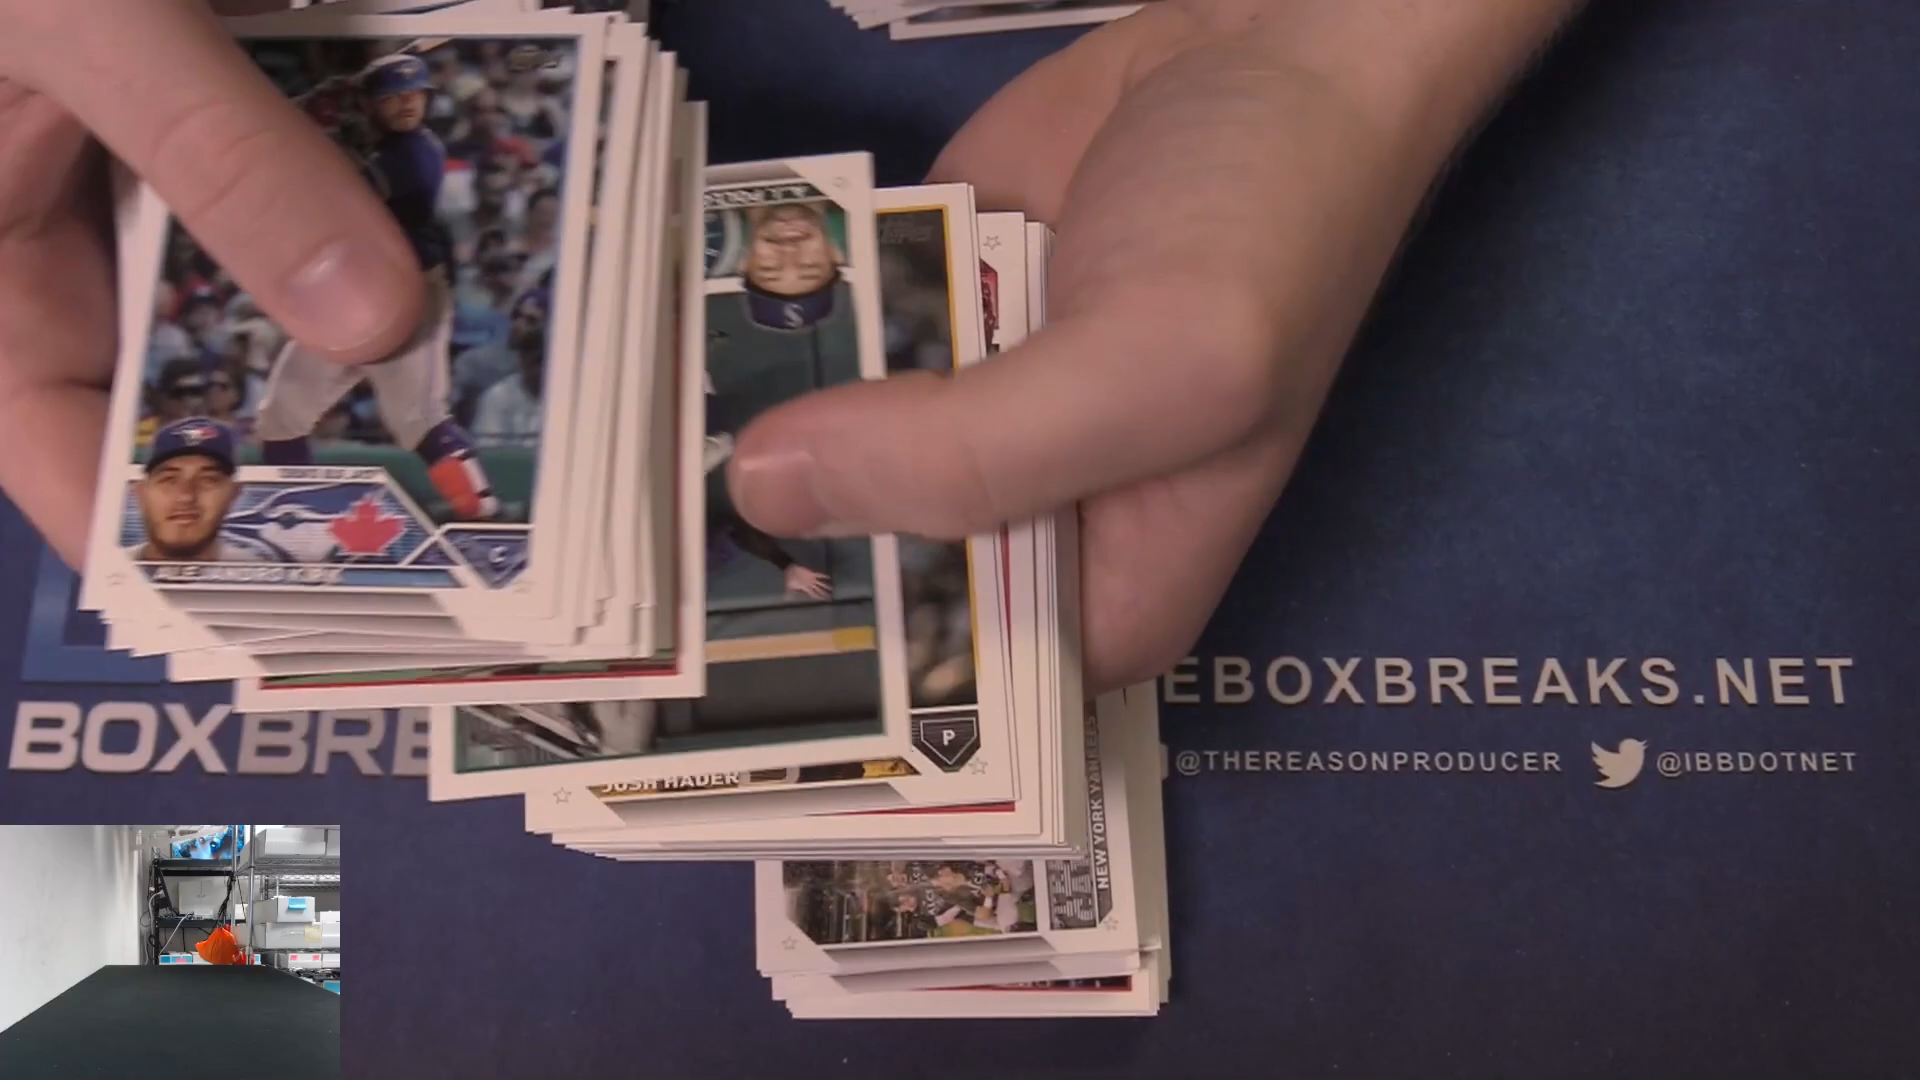 ALEJANDRO KIRK
C
P
JOSH HADER
NEW YORK YANKEES
BOXBRE
EBOXBREAKS.NET
@THEREASONPRODUCER @IBBDOTNET